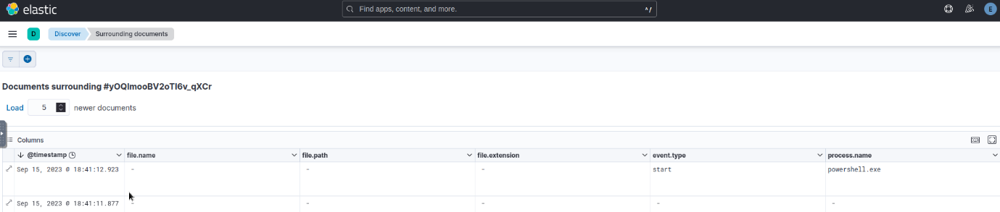 elastic
Find apps, content, and more.
^/
E
D
Discover
Surrounding documents
Documents surrounding #yOQImooBV2oTI6v_qXCr
Load 5 newer documents
Columns
@timestamp file.name file.path file.extension event.type process.name
Sep 15, 2023 @ 18:41:12.923 - - - start powershell.exe
Sep 15, 2023 @ 18:41:11.877 - - - - -